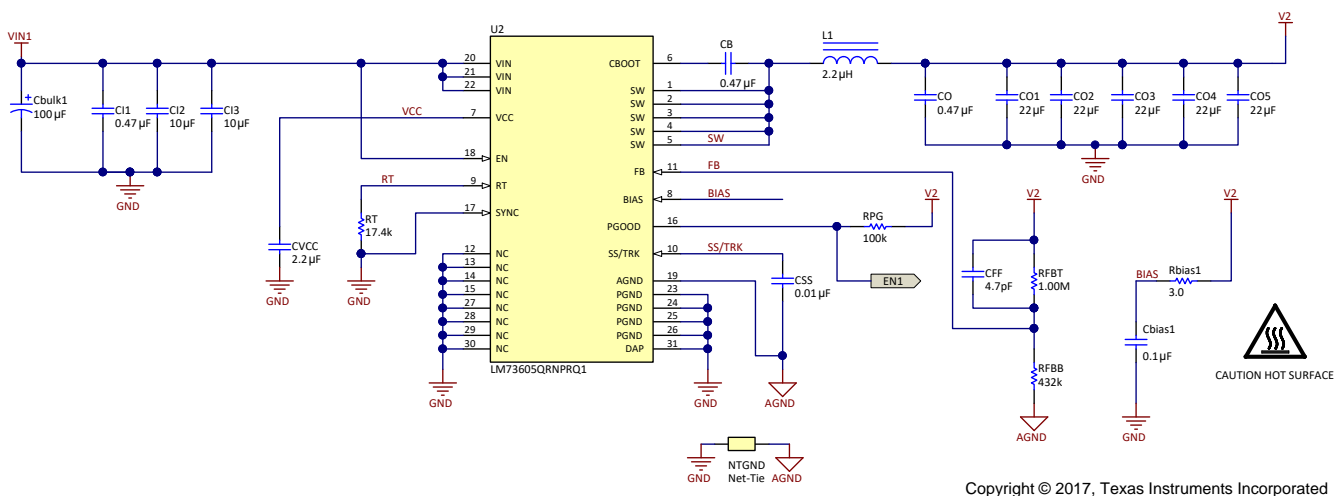 VIN1
Cbulk1
100µF
CI1
0.47µF
CI2
10µF
CI3
10µF
GND
VCC
CVCC
2.2µF
GND
RT
RT
17.4k
GND
U2
20 VIN
21 VIN
22 VIN
7 VCC
18 EN
9 RT
17 SYNC
12 NC
13 NC
14 NC
15 NC
27 NC
28 NC
29 NC
30 NC
GND
CBOOT 6
SW 1
SW 2
SW 3
SW 4
SW 5
FB 11
BIAS 8
PGOOD 16
SS/TRK 10
AGND 19
PGND 23
PGND 24
PGND 25
PGND 26
DAP 31
LM73605QRNPRQ1
GND
CB
0.47µF
SW
FB
BIAS
SS/TRK
CSS
0.01µF
AGND
RPG
100k
V2
EN1
L1
2.2µH
V2
CO
0.47µF
CO1
22µF
CO2
22µF
CO3
22µF
CO4
22µF
CO5
22µF
GND
V2
CFF
4.7pF
RFBT
1.00M
RFBB
432k
AGND
V2
BIAS
Rbias1
3.0
Cbias1
0.1µF
GND
CAUTION HOT SURFACE
GND
NTGND
Net-Tie
AGND
Copyright © 2017, Texas Instruments Incorporated